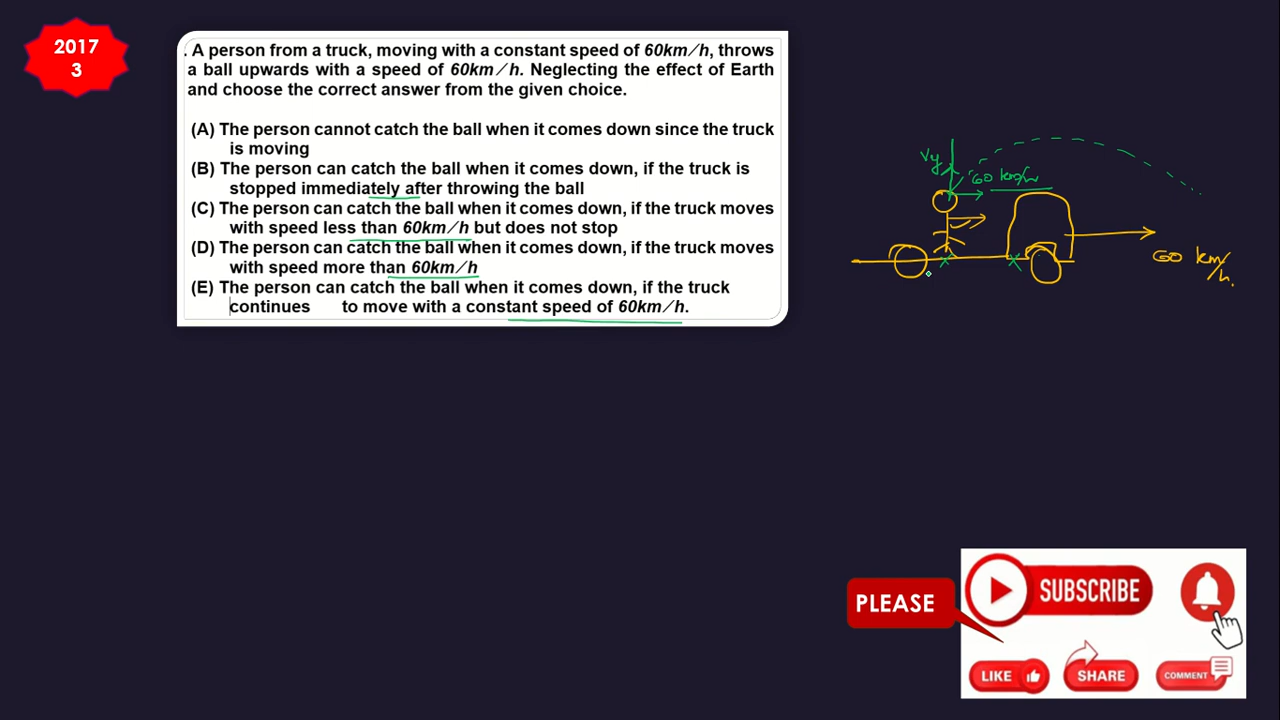 2017
3
. A person from a truck, moving with a constant speed of 60km/h, throws
a ball upwards with a speed of 60km/h. Neglecting the effect of Earth
and choose the correct answer from the given choice.
(A) The person cannot catch the ball when it comes down since the truck
is moving
(B) The person can catch the ball when it comes down, if the truck is
stopped immediately after throwing the ball
(C) The person can catch the ball when it comes down, if the truck moves
with speed less than 60km/h but does not stop
(D) The person can catch the ball when it comes down, if the truck moves
with speed more than 60km/h
(E) The person can catch the ball when it comes down, if the truck
continues to move with a constant speed of 60km/h.
Vy
60 km/h
60 km/h.
PLEASE
SUBSCRIBE
LIKE
SHARE
COMMENT